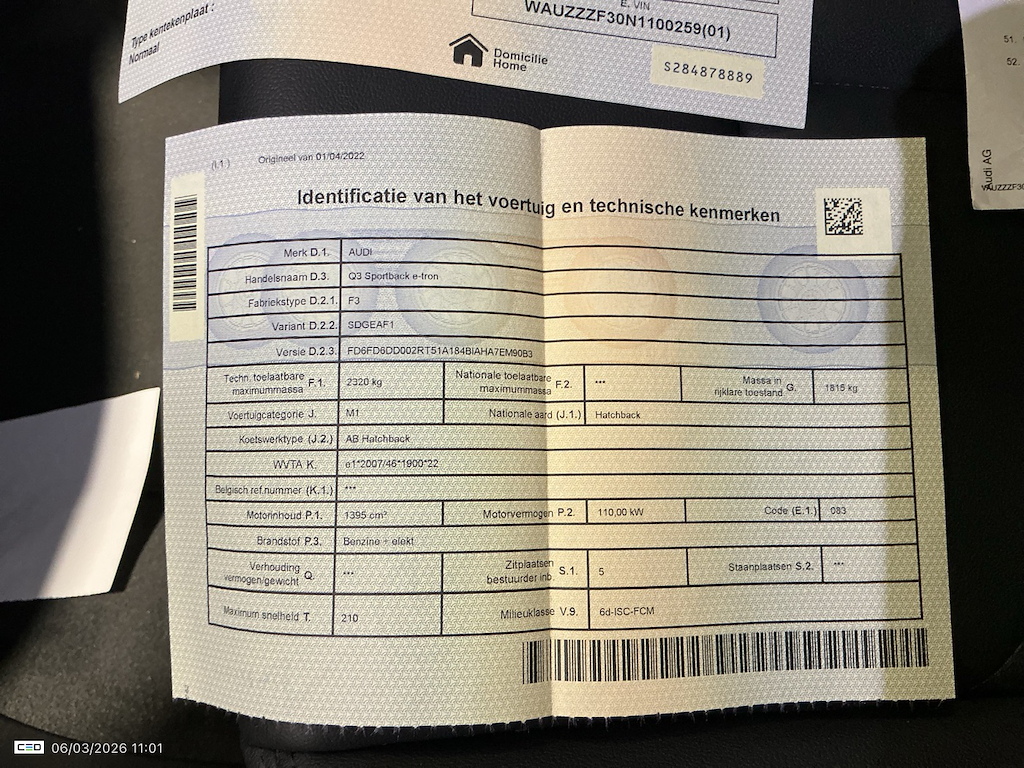 Type kentekenplaat :
Normaal
E. VIN
WAUZZZF30N1100259(01)
Domicilie
Home
S284878889
51.
52.
Audi AG
(I.1)
Origineel van 01/04/2022
Identificatie van het voertuig en technische kenmerken
Merk D.1. AUDI
Handelsnaam D.3. Q3 Sportback e-tron
Fabriekstype D.2.1. F3
Variant D.2.2. SDGEAF1
Versie D.2.3. FD6FD6DD002RT51A184BIAHA7EM90B3
Techn. toelaatbare maximummassa F.1. 2320 kg Nationale toelaatbare maximummassa F.2. *** Massa in rijklare toestand G. 1815 kg
Voertuigcategorie J. M1 Nationale aard (J.1.) Hatchback
Koetswerktype (J.2.) AB Hatchback
WVTA K. e1*2007/46*1900*22
Belgisch ref.nummer (K.1.) ***
Motorinhoud P.1. 1395 cm³ Motorvermogen P.2. 110,00 kW Code (E.1.) 083
Brandstof P.3. Benzine + elekt
Verhouding vermogen/gewicht Q. *** Zitplaatsen bestuurder inb. S.1. 5 Staanplaatsen S.2. ***
Maximum snelheid T. 210 Milieuklasse V.9. 6d-ISC-FCM
CEO 06/03/2026 11:01